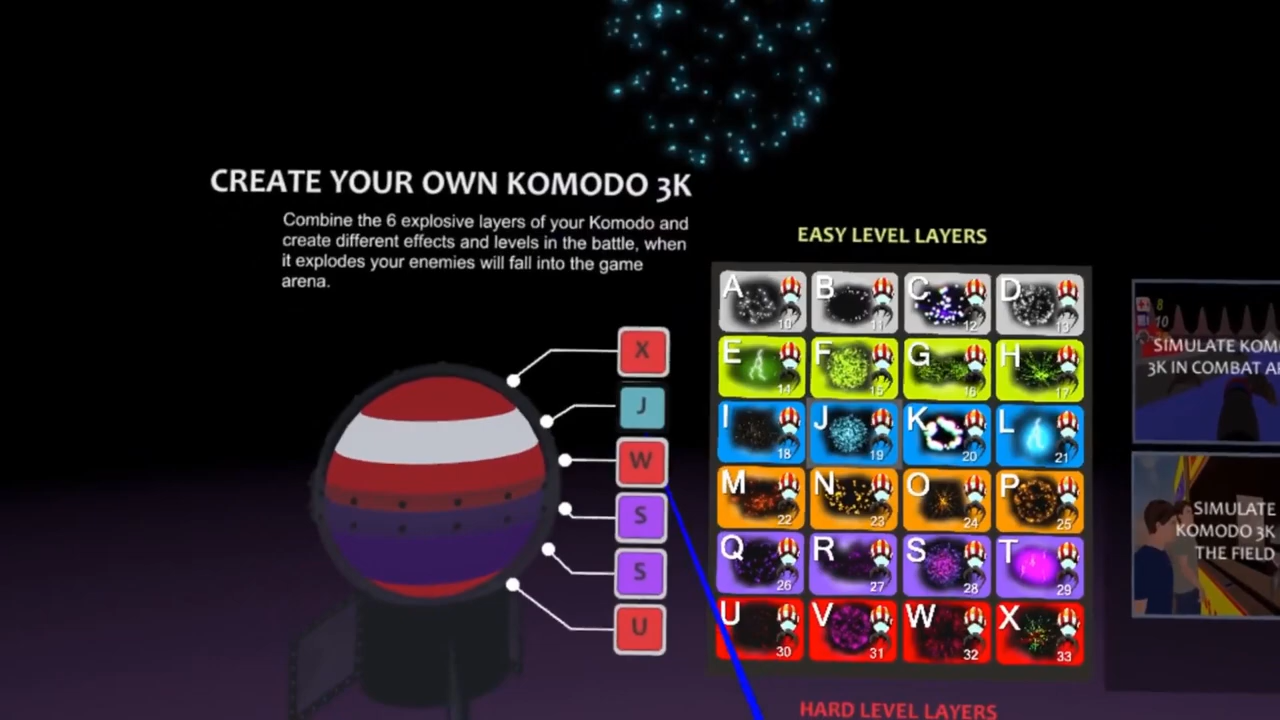 CREATE YOUR OWN KOMODO 3K
Combine the 6 explosive layers of your Komodo and
create different effects and levels in the battle, when
it explodes your enemies will fall into the game
arena.
X
J
W
S
S
U
EASY LEVEL LAYERS
A 10 B 11 C 12 D 13
E 14 F 15 G 16 H 17
I 18 J 19 K 20 L 21
M 22 N 23 O 24 P 25
Q 26 R 27 S 28 T 29
U 30 V 31 W 32 X 33
HARD LEVEL LAYERS
8
10
SIMULATE
3K IN COMBAT
SIMULATE
KOMODO 3K
THE FIELD